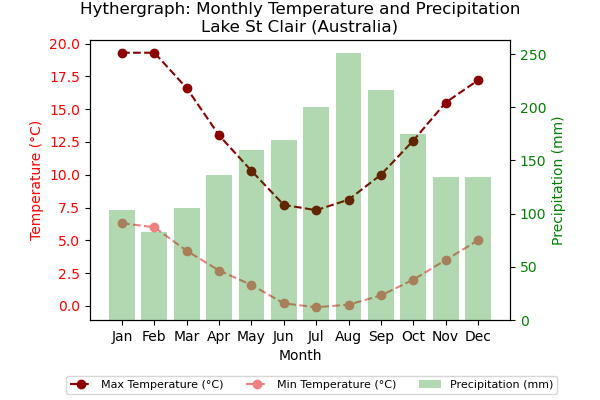 Hythergraph: Monthly Temperature and Precipitation
Lake St Clair (Australia)
20.0
17.5
15.0
12.5
10.0
7.5
5.0
2.5
0.0
Temperature (°C)
250
200
150
100
50
0
Precipitation (mm)
Jan Feb Mar Apr May Jun Jul Aug Sep Oct Nov Dec
Month
Max Temperature (°C) Min Temperature (°C) Precipitation (mm)